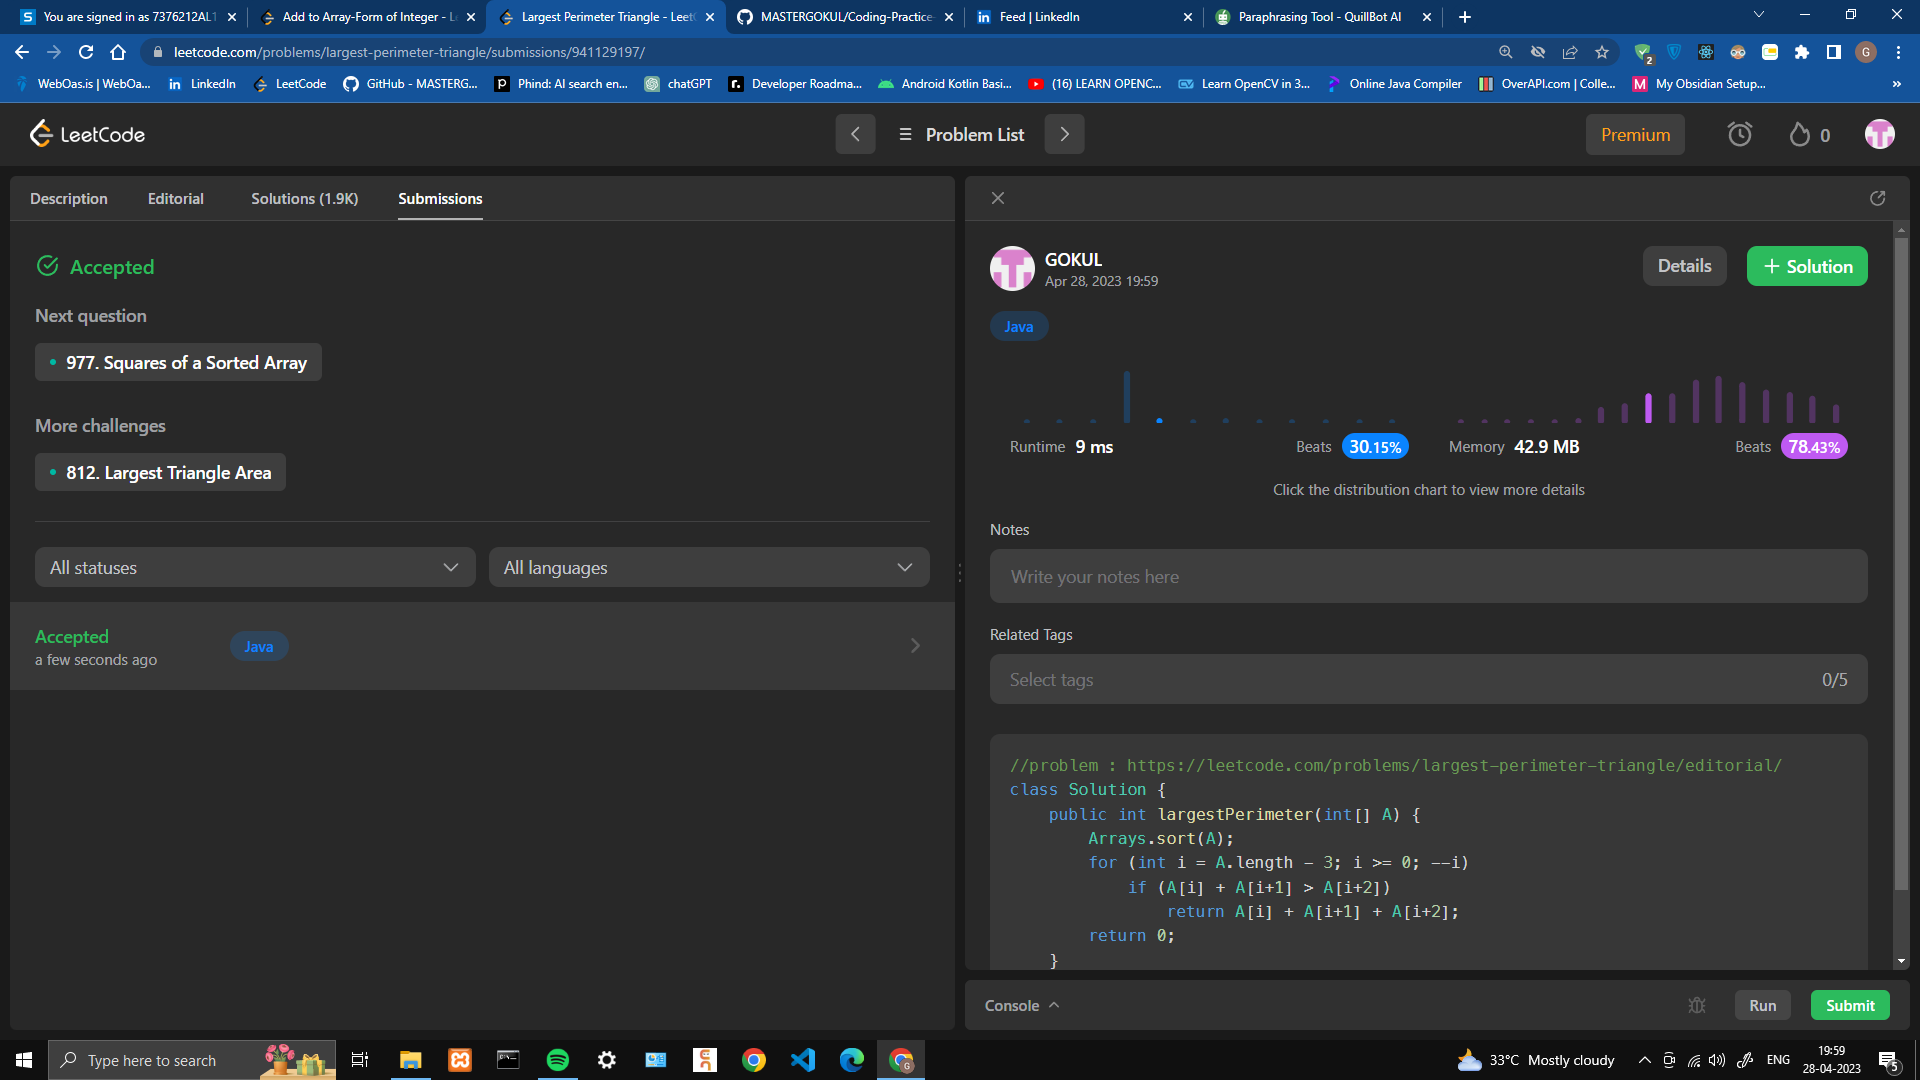 You are signed in as 7376212AL1
Add to Array-Form of Integer - Le
Largest Perimeter Triangle - LeetC
MASTERGOKUL/Coding-Practice-
Feed | LinkedIn
Paraphrasing Tool - QuillBot AI
leetcode.com/problems/largest-perimeter-triangle/submissions/941129197/
2
G
WebOas.is | WebOa...
LinkedIn
LeetCode
GitHub - MASTERG...
Phind: AI search en...
chatGPT
Developer Roadma...
Android Kotlin Basi...
(16) LEARN OPENC...
Learn OpenCV in 3...
Online Java Compiler
OverAPI.com | Colle...
My Obsidian Setup...
LeetCode
Problem List
Premium
0
Description
Editorial
Solutions (1.9K)
Submissions
Accepted
Next question
977. Squares of a Sorted Array
More challenges
812. Largest Triangle Area
All statuses
All languages
Accepted
a few seconds ago
Java
GOKUL
Apr 28, 2023 19:59
Details
+ Solution
Java
Runtime 9 ms
Beats 30.15%
Memory 42.9 MB
Beats 78.43%
Click the distribution chart to view more details
Notes
Write your notes here
Related Tags
Select tags
0/5
//problem : https://leetcode.com/problems/largest-perimeter-triangle/editorial/
class Solution {
public int largestPerimeter(int[] A) {
Arrays.sort(A);
for (int i = A.length - 3; i >= 0; --i)
if (A[i] + A[i+1] > A[i+2])
return A[i] + A[i+1] + A[i+2];
return 0;
}
Console
Run
Submit
Type here to search
33°C Mostly cloudy
ENG
19:59
28-04-2023
5